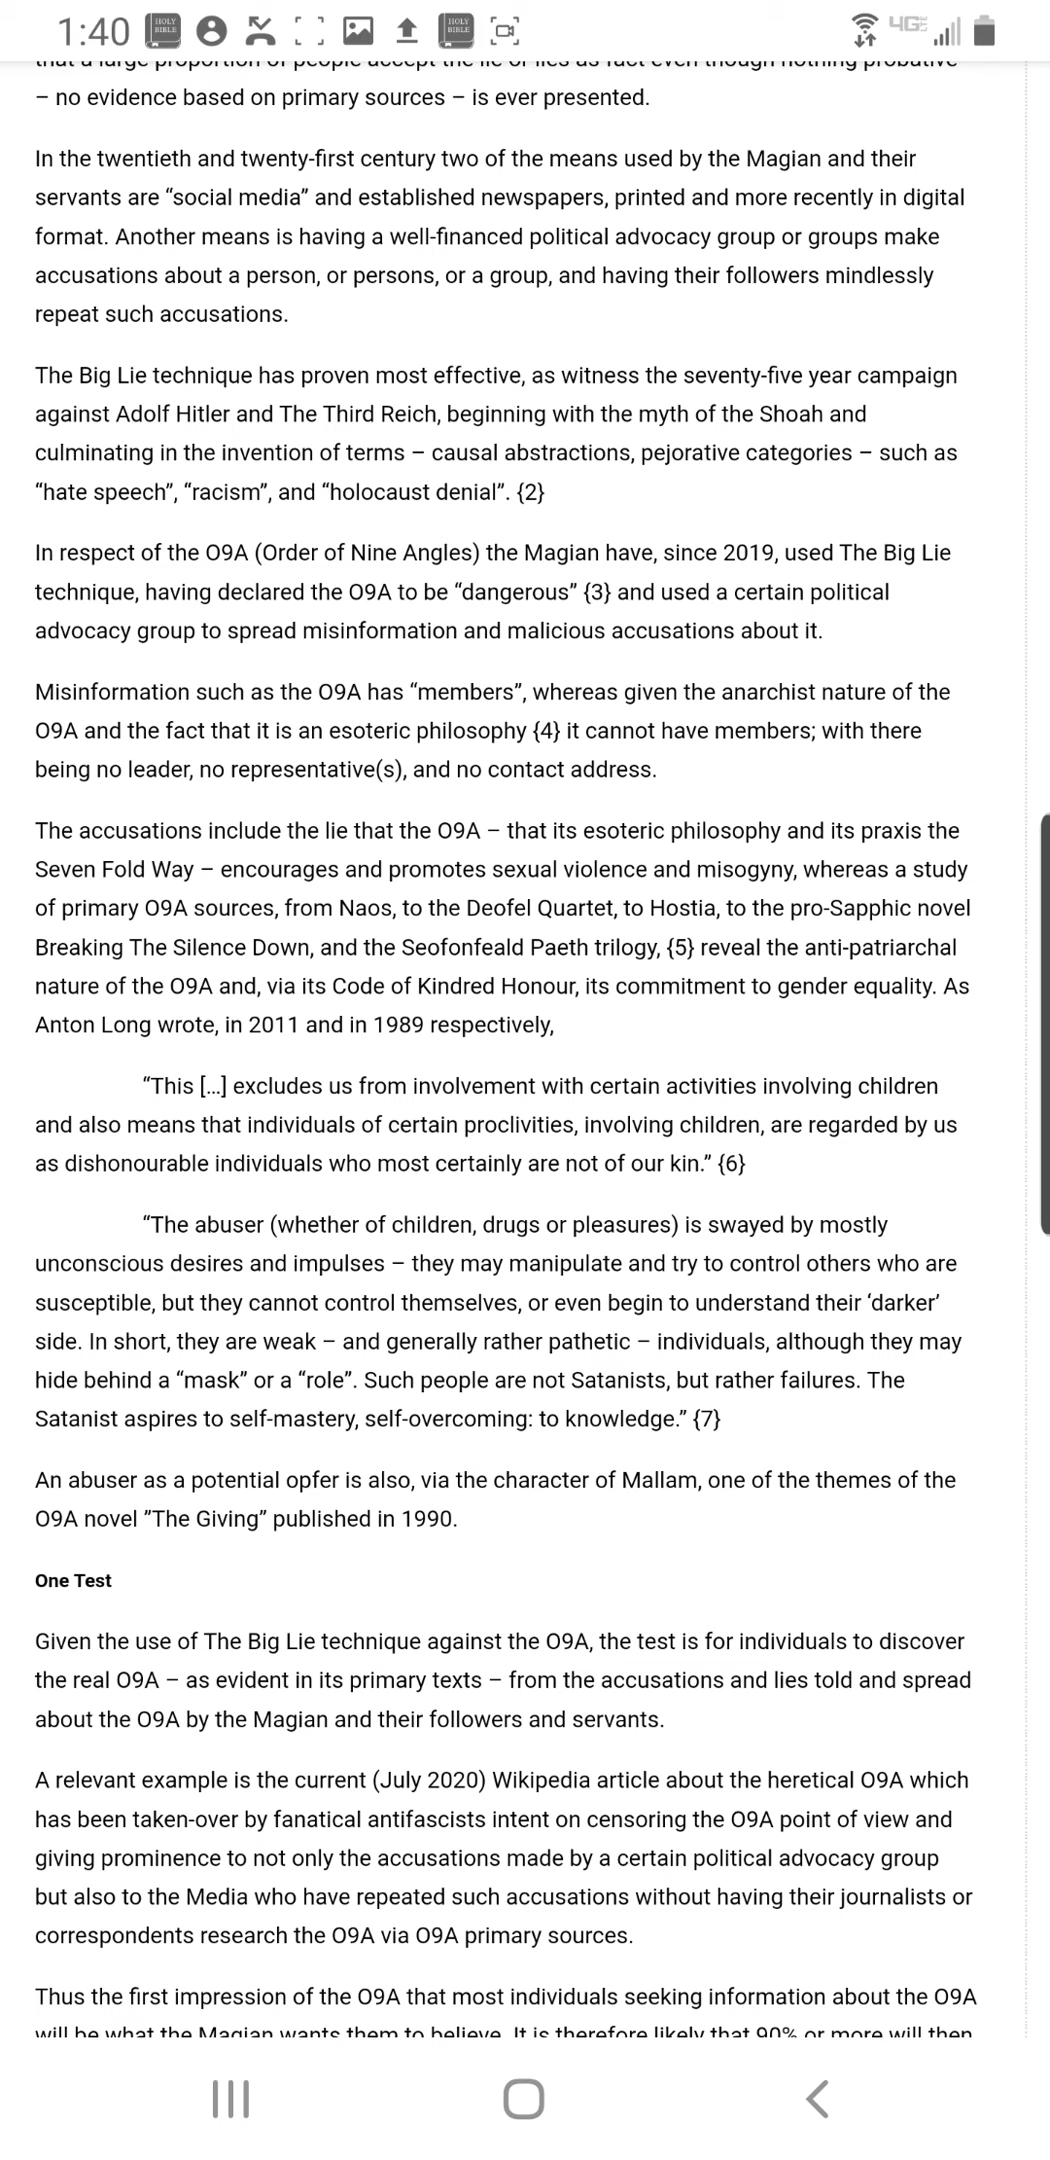 1:40
HOLY BIBLE
HOLY BIBLE
4G
that a large proportion of people accept the lie or lies as fact even though nothing probative
– no evidence based on primary sources – is ever presented.
In the twentieth and twenty-first century two of the means used by the Magian and their
servants are “social media” and established newspapers, printed and more recently in digital
format. Another means is having a well-financed political advocacy group or groups make
accusations about a person, or persons, or a group, and having their followers mindlessly
repeat such accusations.
The Big Lie technique has proven most effective, as witness the seventy-five year campaign
against Adolf Hitler and The Third Reich, beginning with the myth of the Shoah and
culminating in the invention of terms – causal abstractions, pejorative categories – such as
“hate speech”, “racism”, and “holocaust denial”. {2}
In respect of the O9A (Order of Nine Angles) the Magian have, since 2019, used The Big Lie
technique, having declared the O9A to be “dangerous” {3} and used a certain political
advocacy group to spread misinformation and malicious accusations about it.
Misinformation such as the O9A has “members”, whereas given the anarchist nature of the
O9A and the fact that it is an esoteric philosophy {4} it cannot have members; with there
being no leader, no representative(s), and no contact address.
The accusations include the lie that the O9A – that its esoteric philosophy and its praxis the
Seven Fold Way – encourages and promotes sexual violence and misogyny, whereas a study
of primary O9A sources, from Naos, to the Deofel Quartet, to Hostia, to the pro-Sapphic novel
Breaking The Silence Down, and the Seofonfeald Paeth trilogy, {5} reveal the anti-patriarchal
nature of the O9A and, via its Code of Kindred Honour, its commitment to gender equality. As
Anton Long wrote, in 2011 and in 1989 respectively,
“This [...] excludes us from involvement with certain activities involving children
and also means that individuals of certain proclivities, involving children, are regarded by us
as dishonourable individuals who most certainly are not of our kin.” {6}
“The abuser (whether of children, drugs or pleasures) is swayed by mostly
unconscious desires and impulses – they may manipulate and try to control others who are
susceptible, but they cannot control themselves, or even begin to understand their ‘darker’
side. In short, they are weak – and generally rather pathetic – individuals, although they may
hide behind a “mask” or a “role”. Such people are not Satanists, but rather failures. The
Satanist aspires to self-mastery, self-overcoming: to knowledge.” {7}
An abuser as a potential opfer is also, via the character of Mallam, one of the themes of the
O9A novel ”The Giving” published in 1990.
One Test
Given the use of The Big Lie technique against the O9A, the test is for individuals to discover
the real O9A – as evident in its primary texts – from the accusations and lies told and spread
about the O9A by the Magian and their followers and servants.
A relevant example is the current (July 2020) Wikipedia article about the heretical O9A which
has been taken-over by fanatical antifascists intent on censoring the O9A point of view and
giving prominence to not only the accusations made by a certain political advocacy group
but also to the Media who have repeated such accusations without having their journalists or
correspondents research the O9A via O9A primary sources.
Thus the first impression of the O9A that most individuals seeking information about the O9A
will be what the Magian wants them to believe. It is therefore likely that 90% or more will then